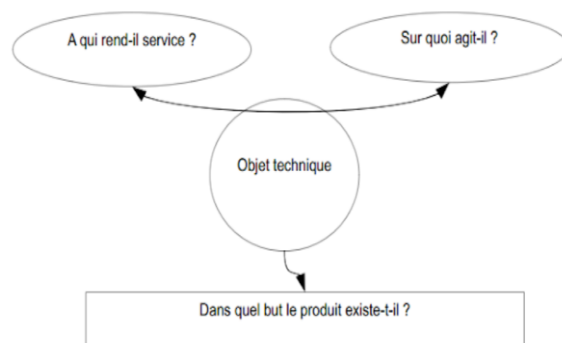 A qui rend-il service ?
Sur quoi agit-il ?
Objet technique
Dans quel but le produit existe-t-il ?